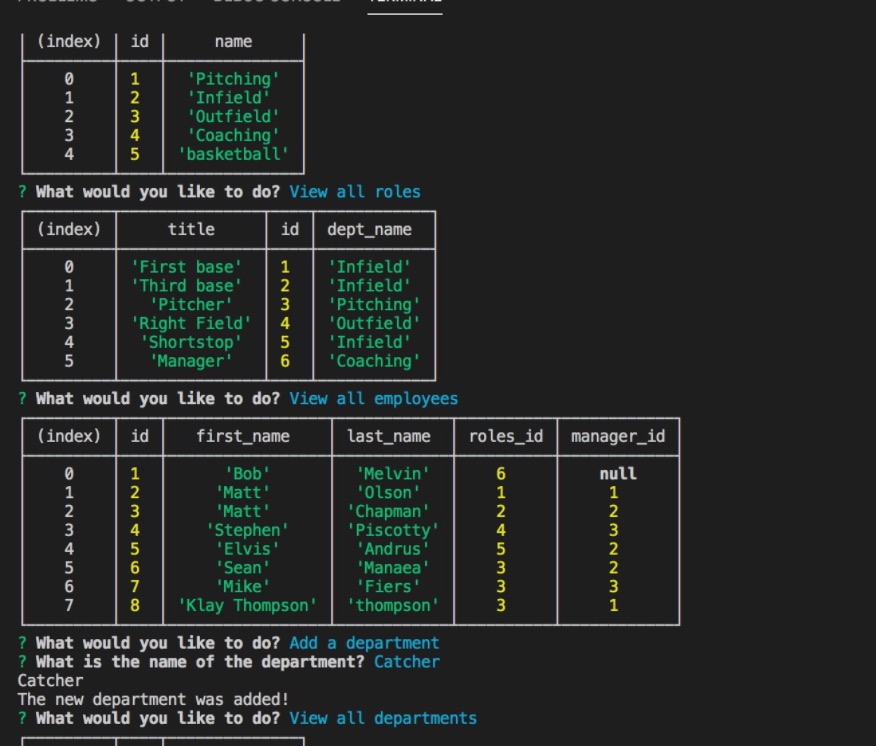 PROBLEMS OUTPUT DEBUG CONSOLE TERMINAL
(index) id name
0 1 'Pitching'
1 2 'Infield'
2 3 'Outfield'
3 4 'Coaching'
4 5 'basketball'
? What would you like to do? View all roles
(index) title id dept_name
0 'First base' 1 'Infield'
1 'Third base' 2 'Infield'
2 'Pitcher' 3 'Pitching'
3 'Right Field' 4 'Outfield'
4 'Shortstop' 5 'Infield'
5 'Manager' 6 'Coaching'
? What would you like to do? View all employees
(index) id first_name last_name roles_id manager_id
0 1 'Bob' 'Melvin' 6 null
1 2 'Matt' 'Olson' 1 1
2 3 'Matt' 'Chapman' 2 2
3 4 'Stephen' 'Piscotty' 4 3
4 5 'Elvis' 'Andrus' 5 2
5 6 'Sean' 'Manaea' 3 2
6 7 'Mike' 'Fiers' 3 3
7 8 'Klay Thompson' 'thompson' 3 1
? What would you like to do? Add a department
? What is the name of the department? Catcher
Catcher
The new department was added!
? What would you like to do? View all departments